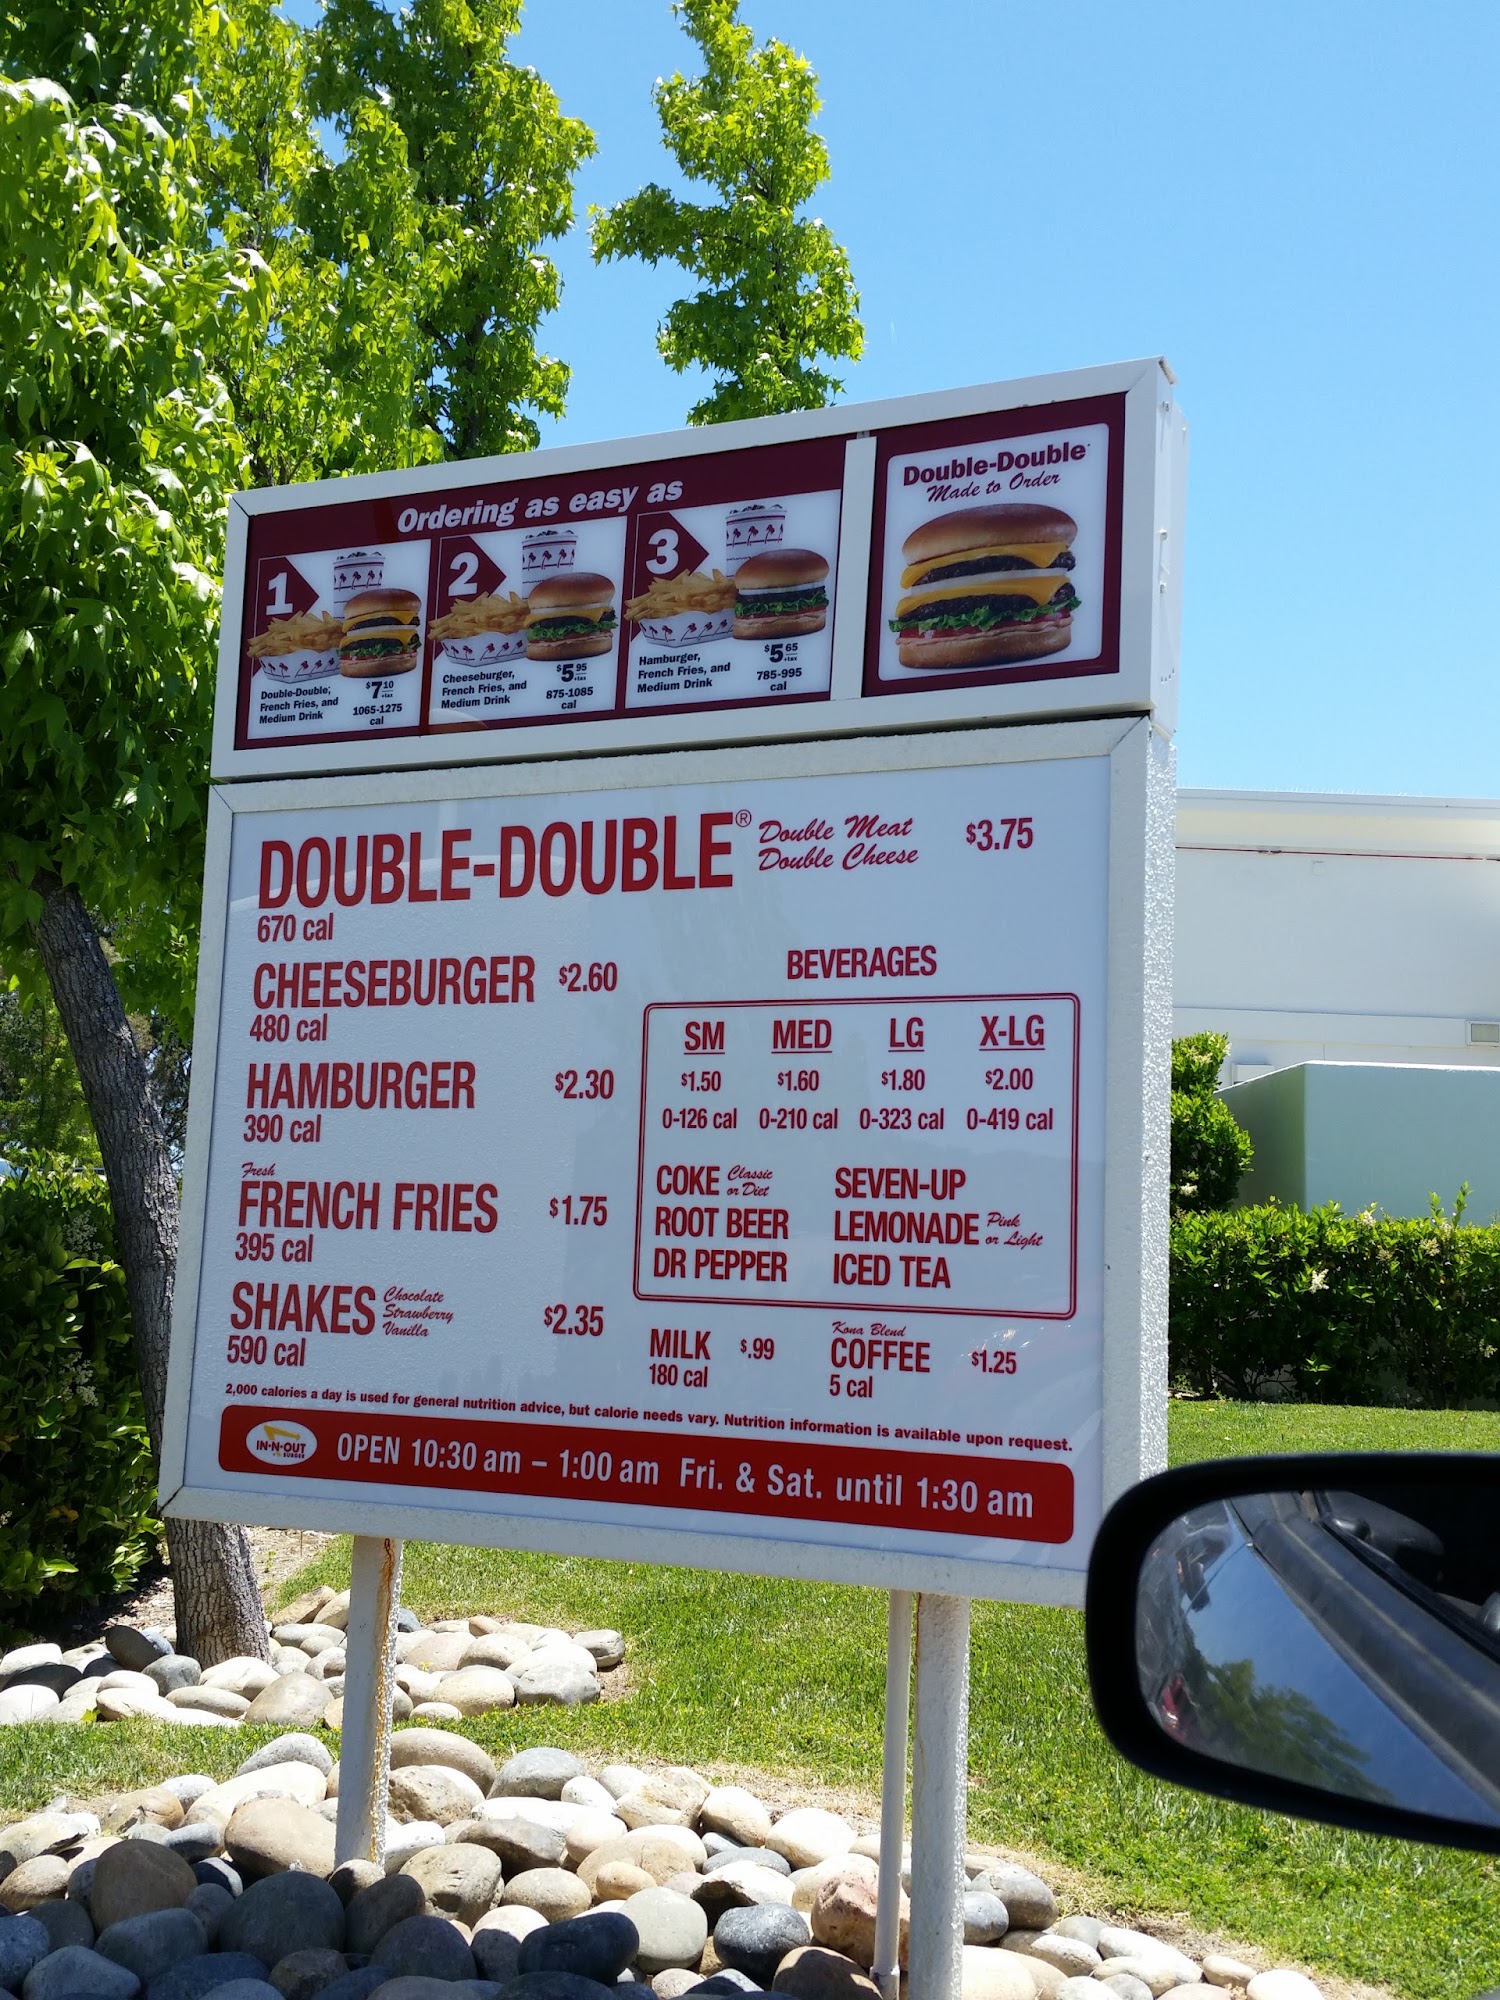 Ordering as easy as
1
Double-Double,
French Fries, and
Medium Drink
$7.10
+tax
1065-1275
cal
2
Cheeseburger,
French Fries, and
Medium Drink
$5.95
+tax
875-1085
cal
3
Hamburger,
French Fries, and
Medium Drink
$5.65
+tax
785-995
cal
Double-Double®
Made to Order
DOUBLE-DOUBLE® Double Meat $3.75
Double Cheese
670 cal
CHEESEBURGER $2.60
480 cal
HAMBURGER $2.30
390 cal
Fresh
FRENCH FRIES $1.75
395 cal
SHAKES Chocolate $2.35
Strawberry
Vanilla
590 cal
BEVERAGES
SM MED LG X-LG
$1.50 $1.60 $1.80 $2.00
0-126 cal 0-210 cal 0-323 cal 0-419 cal
COKE Classic or Diet SEVEN-UP
ROOT BEER LEMONADE Pink or Light
DR PEPPER ICED TEA
MILK $.99
180 cal
Kona Blend
COFFEE $1.25
5 cal
2,000 calories a day is used for general nutrition advice, but calorie needs vary. Nutrition information is available upon request.
IN-N-OUT
BURGER
OPEN 10:30 am – 1:00 am Fri. & Sat. until 1:30 am